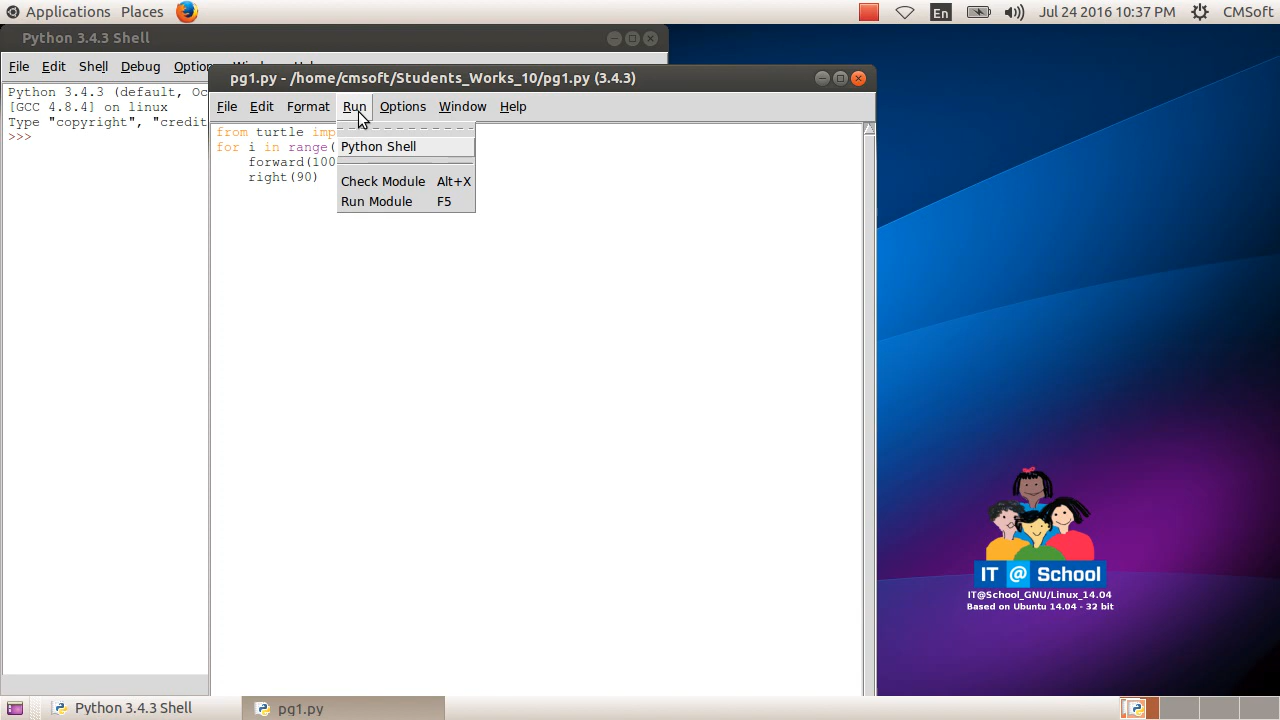 Applications Places En Jul 24 2016 10:37 PM CMSoft
Python 3.4.3 Shell
File Edit Shell Debug
Python 3.4.3 (default,
[GCC 4.8.4] on linux
Type "copyright",
>>>
pg1.py - /home/cmsoft/Students_Works_10/pg1.py (3.4.3)
File Edit Format Run Options Window Help
from turtle
for i in range(
forward(100
right(90)
Python Shell
Check Module Alt+X
Run Module F5
IT @ School
IT@School_GNU/Linux_14.04
Based on Ubuntu 14.04 - 32 bit
Python 3.4.3 Shell pg1.py